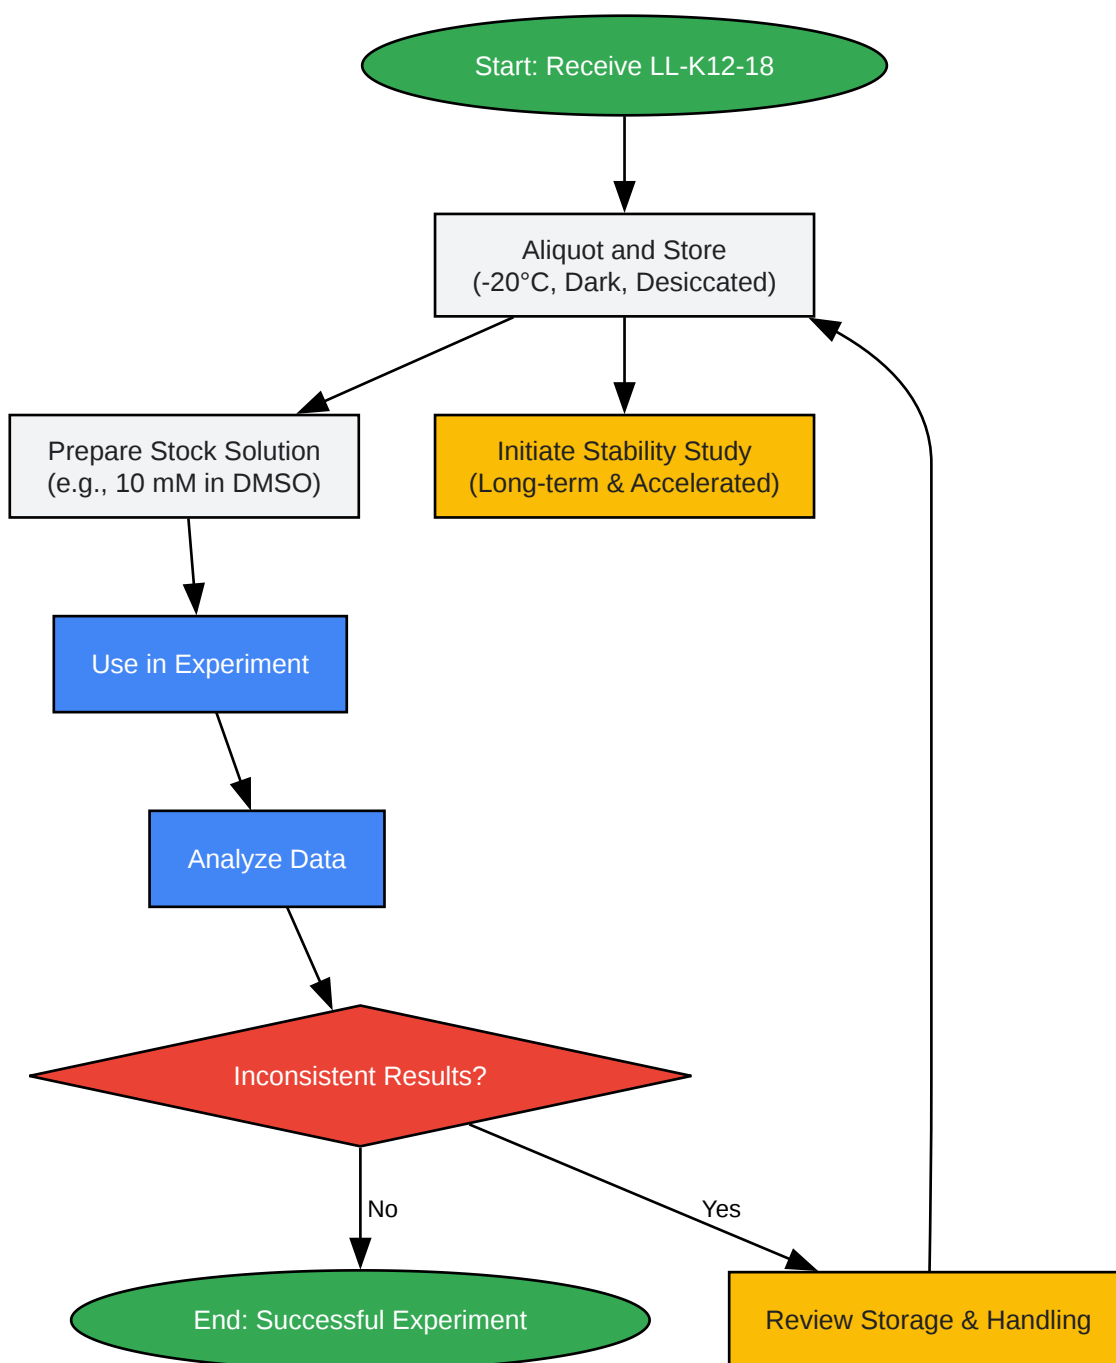 Start: Receive LL-K12-18
Aliquot and Store
(-20°C, Dark, Desiccated)
Prepare Stock Solution
(e.g., 10 mM in DMSO)
Initiate Stability Study
(Long-term & Accelerated)
Use in Experiment
Analyze Data
Inconsistent Results?
No
Yes
End: Successful Experiment
Review Storage & Handling